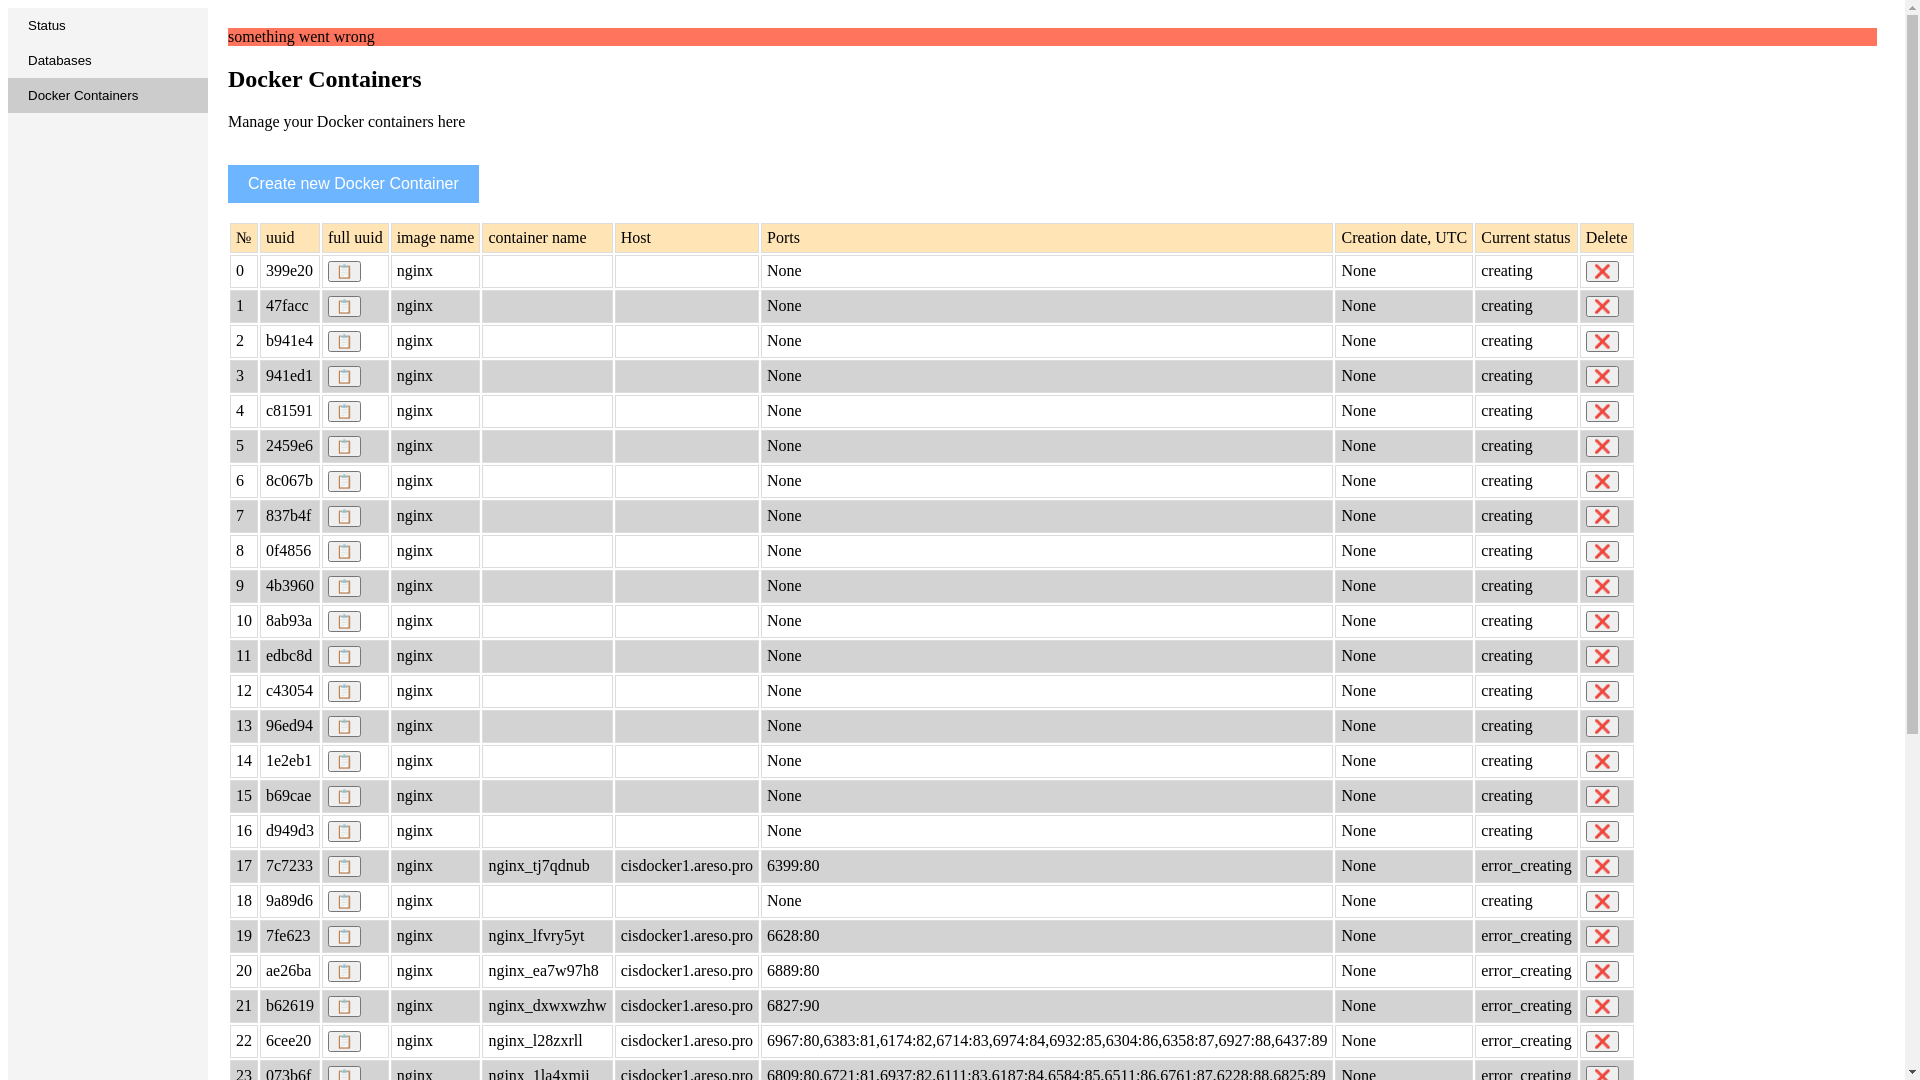 Status
Databases
Docker Containers
something went wrong
Docker Containers
Manage your Docker containers here
Create new Docker Container
№ uuid full uuid image name container name Host Ports Creation date, UTC Current status Delete
0 399e20 nginx None None creating
1 47facc nginx None None creating
2 b941e4 nginx None None creating
3 941ed1 nginx None None creating
4 c81591 nginx None None creating
5 2459e6 nginx None None creating
6 8c067b nginx None None creating
7 837b4f nginx None None creating
8 0f4856 nginx None None creating
9 4b3960 nginx None None creating
10 8ab93a nginx None None creating
11 edbc8d nginx None None creating
12 c43054 nginx None None creating
13 96ed94 nginx None None creating
14 1e2eb1 nginx None None creating
15 b69cae nginx None None creating
16 d949d3 nginx None None creating
17 7c7233 nginx nginx_tj7qdnub cisdocker1.areso.pro 6399:80 None error_creating
18 9a89d6 nginx None None creating
19 7fe623 nginx nginx_lfvry5yt cisdocker1.areso.pro 6628:80 None error_creating
20 ae26ba nginx nginx_ea7w97h8 cisdocker1.areso.pro 6889:80 None error_creating
21 b62619 nginx nginx_dxwxwzhw cisdocker1.areso.pro 6827:90 None error_creating
22 6cee20 nginx nginx_l28zxrll cisdocker1.areso.pro 6967:80,6383:81,6174:82,6714:83,6974:84,6932:85,6304:86,6358:87,6927:88,6437:89 None error_creating
23 073b6f nginx nginx_1la4xmii cisdocker1.areso.pro 6809:80,6721:81,6937:82,6111:83,6187:84,6584:85,6511:86,6761:87,6228:88,6825:89 None error_creating